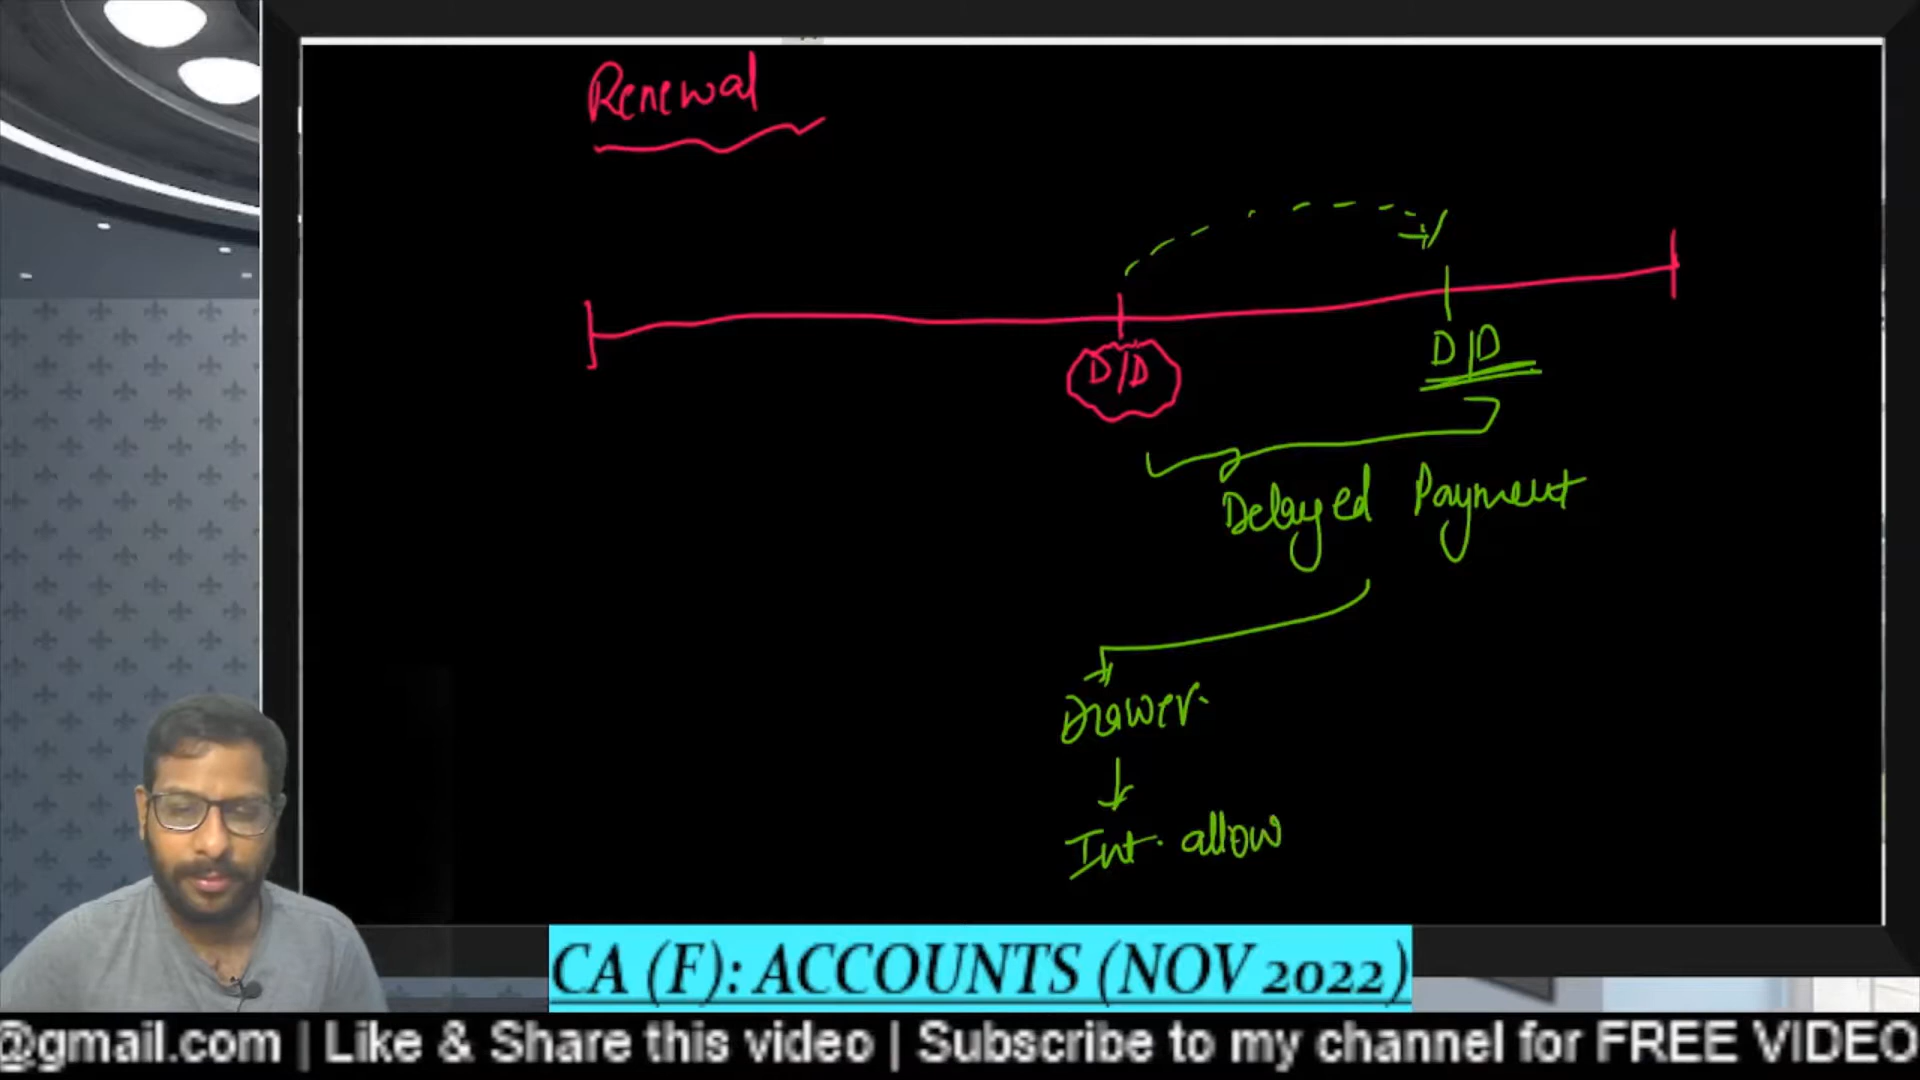 Renewal
D/D
D/D
Delayed Payment
Drawer.
Int. allow
CA (F): ACCOUNTS (NOV 2022)
@gmail.com | Like & Share this video | Subscribe to my channel for FREE VIDEO